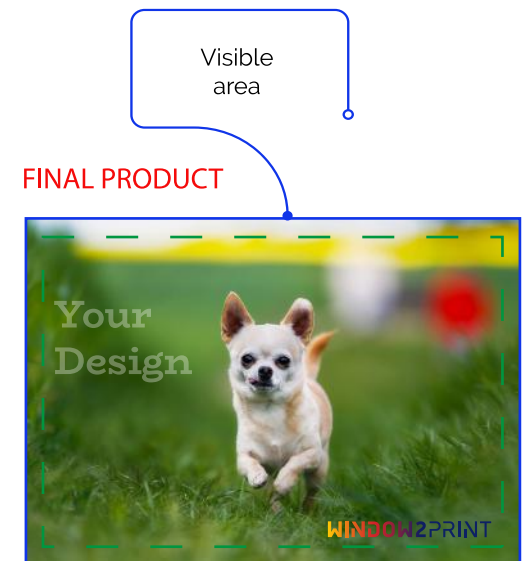 Visible
area
FINAL PRODUCT
Your
Design
WINDOW2PRINT